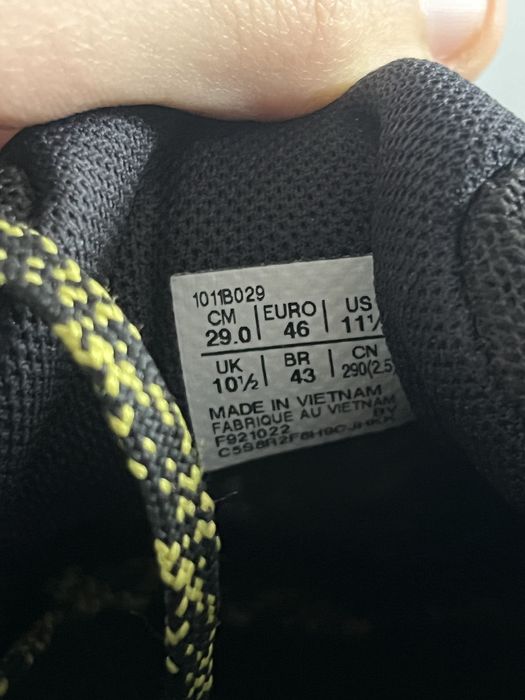 1011B029
CM EURO US
29.0 46 11½
UK BR CN
10½ 43 290(2.5)
MADE IN VIETNAM
FABRIQUE AU VIETNAM
BY
F921022